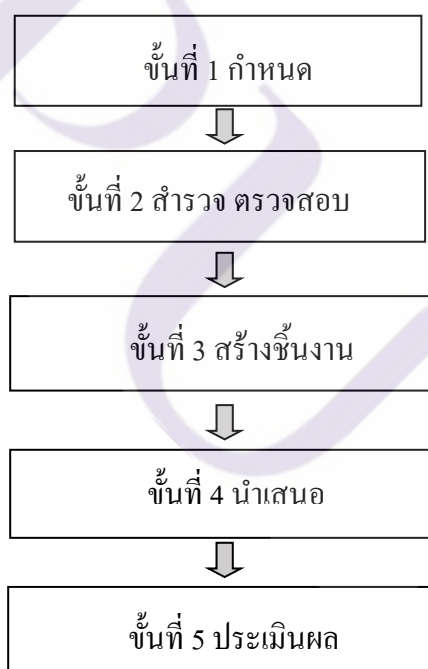 ขั้นที่ 1 กำหนด
ขั้นที่ 2 สำรวจ ตรวจสอบ
ขั้นที่ 3 สร้างชิ้นงาน
ขั้นที่ 4 นำเสนอ
ขั้นที่ 5 ประเมินผล